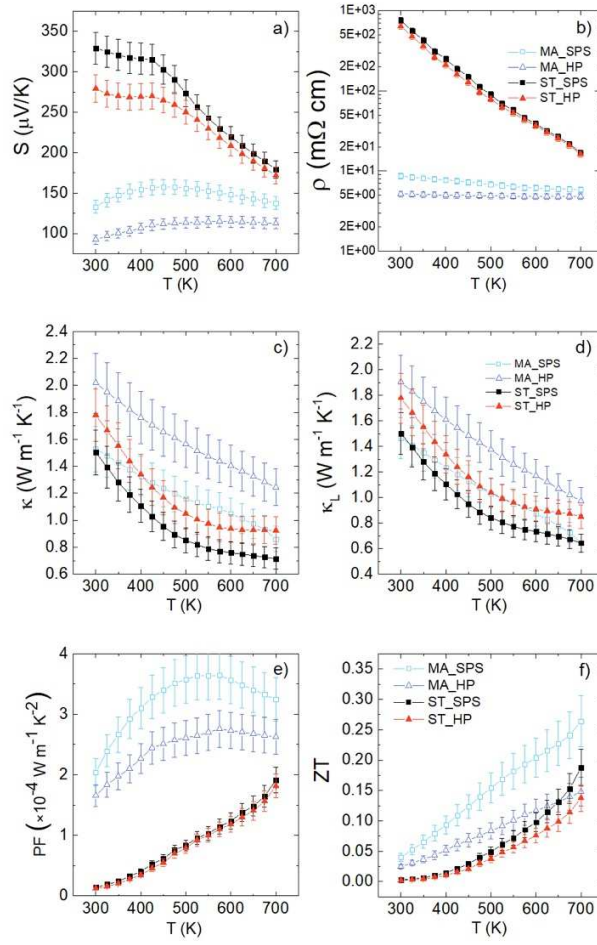 a)
S (μV/K)
350
300
250
200
150
100
300 400 500 600 700
T (K)
b)
ρ (mΩ cm)
1E+03
5E+02
1E+02
5E+01
1E+01
5E+00
1E+00
MA_SPS
MA_HP
ST_SPS
ST_HP
300 400 500 600 700
T (K)
c)
κ (W m⁻¹ K⁻¹)
2.4
2.2
2.0
1.8
1.6
1.4
1.2
1.0
0.8
0.6
300 400 500 600 700
T (K)
d)
κL (W m⁻¹ K⁻¹)
2.2
2.0
1.8
1.6
1.4
1.2
1.0
0.8
0.6
0.4
MA_SPS
MA_HP
ST_SPS
ST_HP
300 400 500 600 700
T (K)
e)
PF (×10⁻⁴ W m⁻¹ K⁻²)
4
3
2
1
0
300 400 500 600 700
T (K)
f)
ZT
0.35
0.30
0.25
0.20
0.15
0.10
0.05
0.00
MA_SPS
MA_HP
ST_SPS
ST_HP
300 400 500 600 700
T (K)